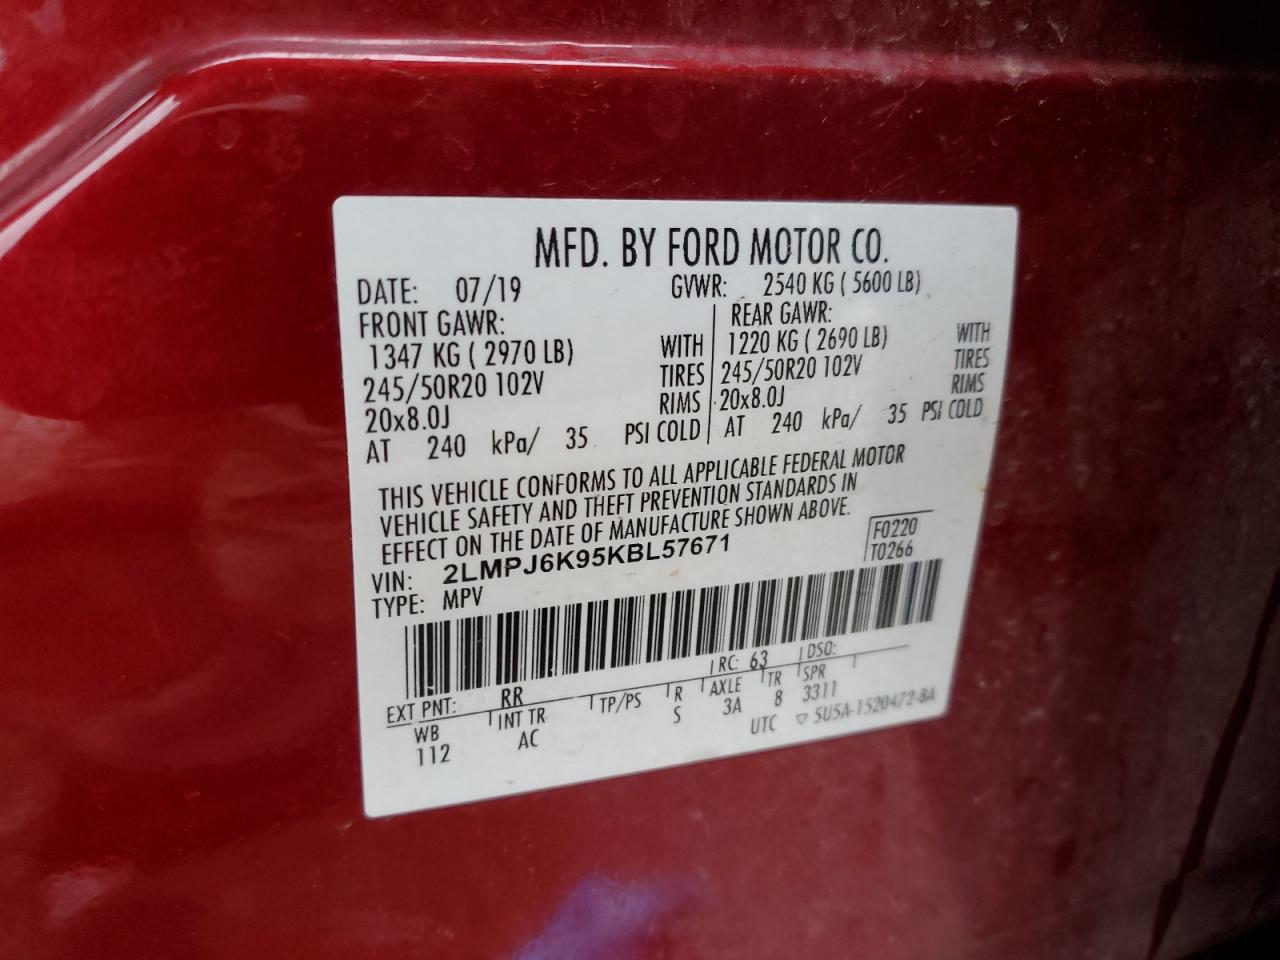 MFD. BY FORD MOTOR CO.
DATE: 07/19 GVWR: 2540 KG ( 5600 LB)
FRONT GAWR: REAR GAWR:
1347 KG ( 2970 LB) WITH 1220 KG ( 2690 LB) WITH
245/50R20 102V TIRES 245/50R20 102V TIRES
20x8.0J RIMS 20x8.0J RIMS
AT 240 kPa/ 35 PSI COLD AT 240 kPa/ 35 PSI COLD
THIS VEHICLE CONFORMS TO ALL APPLICABLE FEDERAL MOTOR
VEHICLE SAFETY AND THEFT PREVENTION STANDARDS IN
EFFECT ON THE DATE OF MANUFACTURE SHOWN ABOVE.
VIN: 2LMPJ6K95KBL57671 F0220
TYPE: MPV T0266
EXT PNT: RR RC: 63 DSO:
WB INT TR TP/PS R AXLE TR SPR
112 AC S 3A 8 3311
UTC ▽ 5U5A-1520472-BA